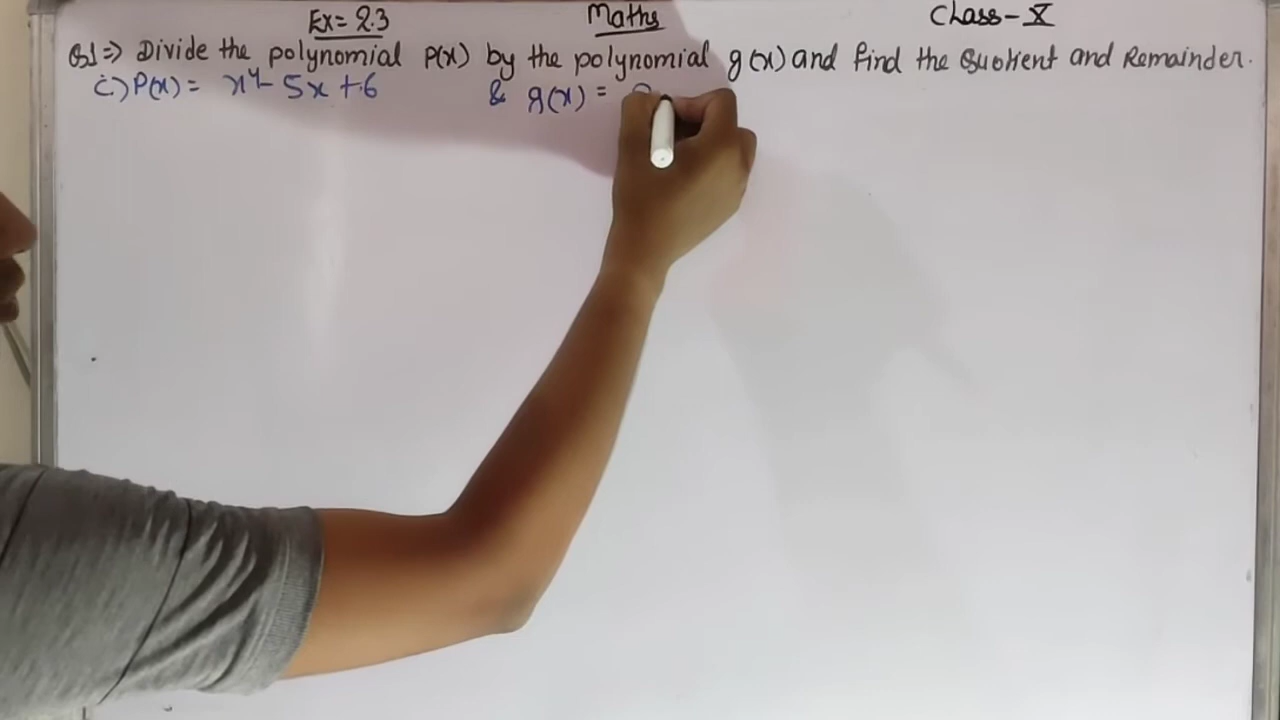 Ex= 2.3 Maths Class-X
Q1=> Divide the polynomial P(x) by the polynomial g(x) and find the Quotient and Remainder.
i) P(x) = x⁴- 5x + 6 & g(x) =